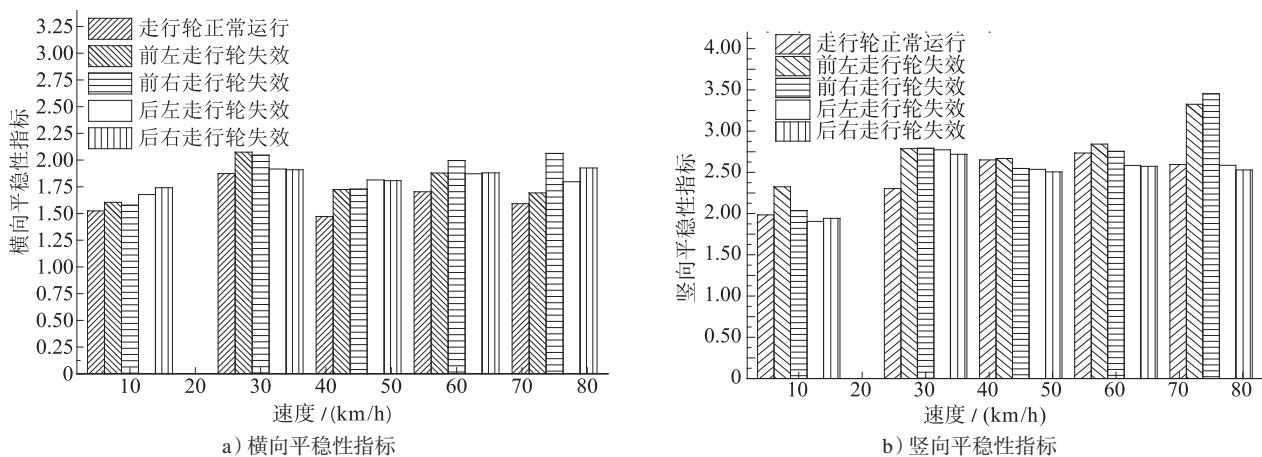 3.25
3.00
2.75
2.50
2.25
2.00
1.75
1.50
1.25
1.00
0.75
0.50
0.25
0
横向平稳性指标
走行轮正常运行
前左走行轮失效
前右走行轮失效
后左走行轮失效
后右走行轮失效
10 20 30 40 50 60 70 80
速度 / (km/h)
a) 横向平稳性指标
4.00
3.50
3.00
2.50
2.00
1.50
1.00
0.50
0
竖向平稳性指标
走行轮正常运行
前左走行轮失效
前右走行轮失效
后左走行轮失效
后右走行轮失效
10 20 30 40 50 60 70 80
速度 / (km/h)
b) 竖向平稳性指标